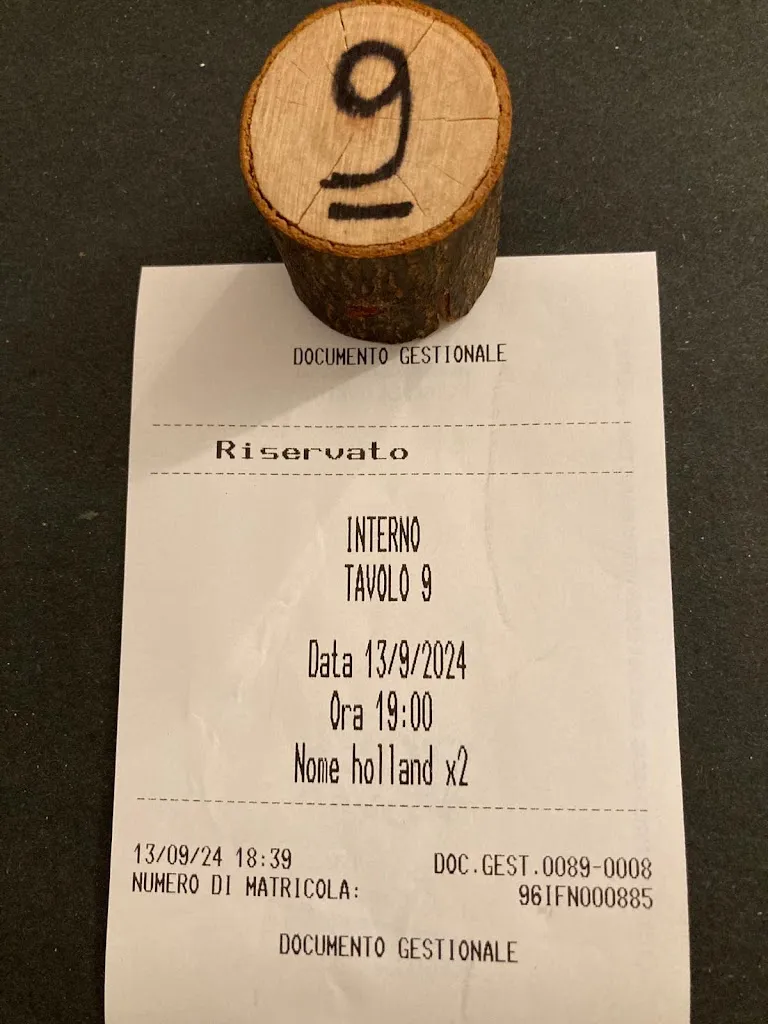 9
DOCUMENTO GESTIONALE
Riservato
INTERNO
TAVOLO 9
Data 13/9/2024
Ora 19:00
Nome holland x2
13/09/24 18:39 DOC.GEST.0089-0008
NUMERO DI MATRICOLA: 96IFN000885
DOCUMENTO GESTIONALE